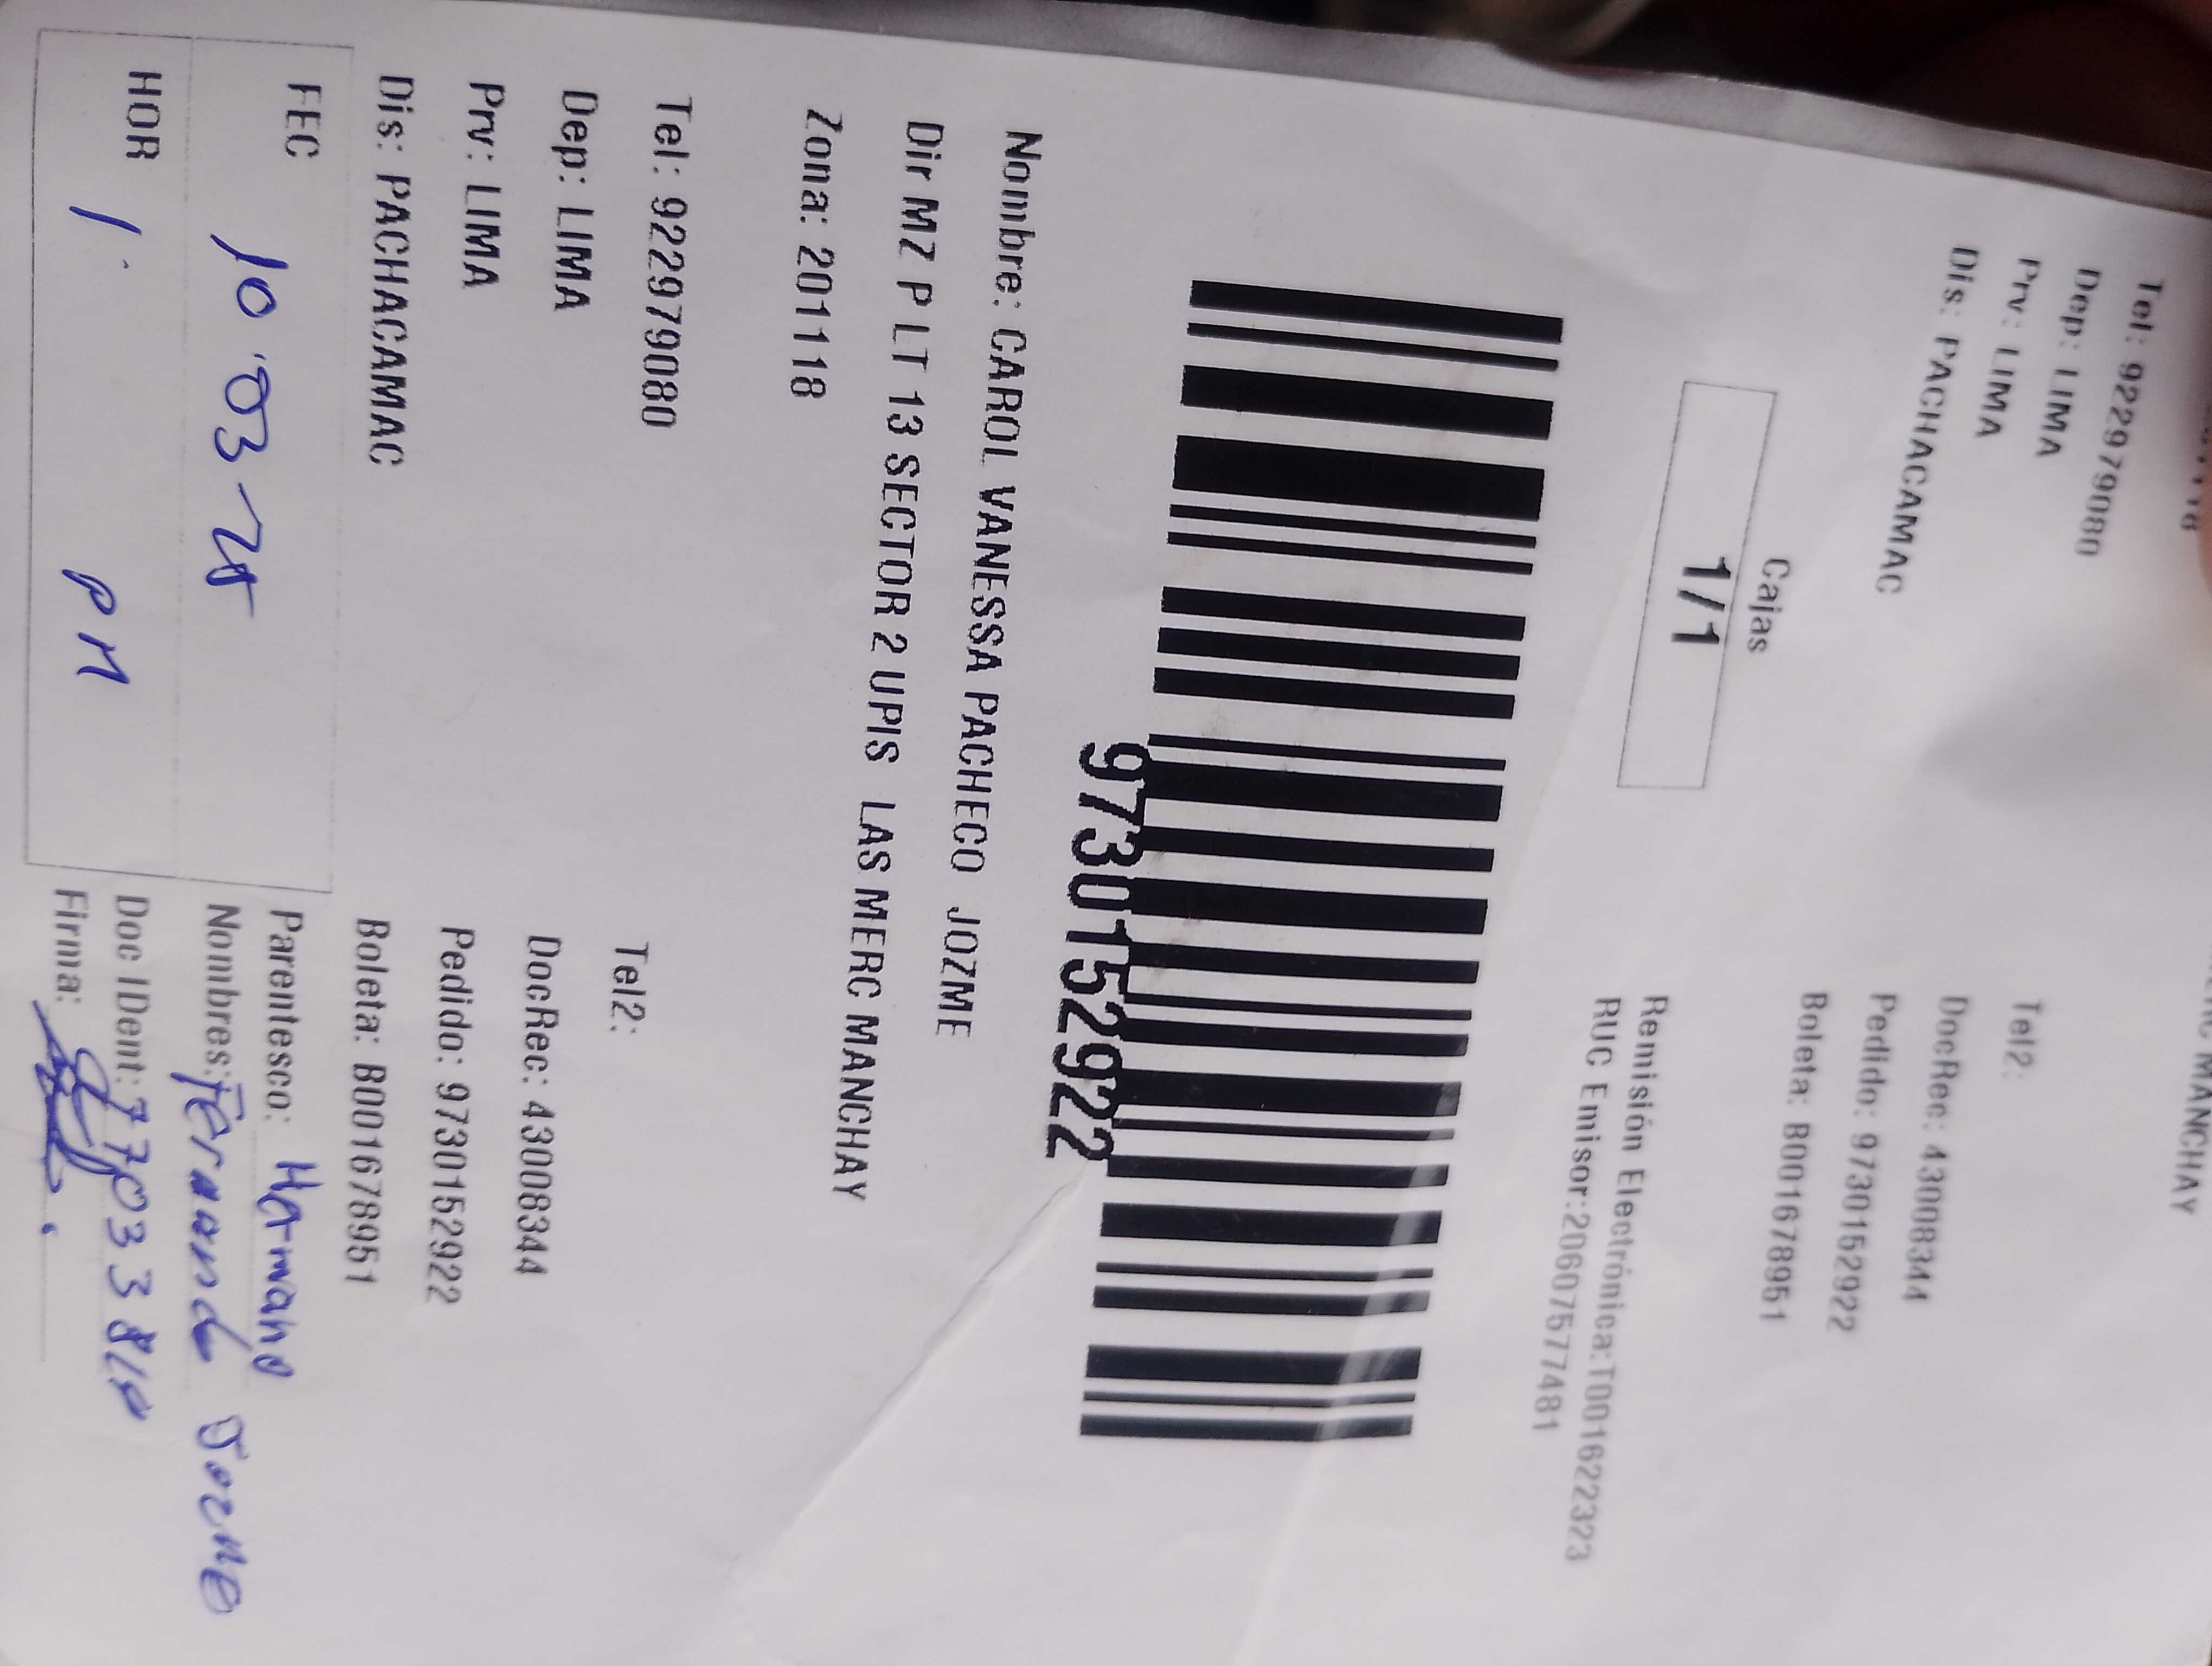 MANCHAY
Tel: 922979080 Tel2:
Dep: LIMA DocRec: 43008344
Prv: LIMA Pedido: 9730152922
Dis: PACHACAMAC Boleta: B001678951
Cajas
1/1
Remisión Electrónica:T001622323
RUC Emisor:20607577481
9730152922
Nombre: CAROL VANESSA PACHECO JOZME
Dir MZ P LT 13 SECTOR 2 UPIS LAS MERC MANCHAY
Zona: 201118
Tel: 922979080 Tel2:
Dep: LIMA DocRec: 43008344
Prv: LIMA Pedido: 9730152922
Dis: PACHACAMAC Boleta: B001678951
FEC 10 03 25
HOR 1 PM
Parentesco: Hermano
Nombres: Fernand Jozme
Doc IDent:
Firma: